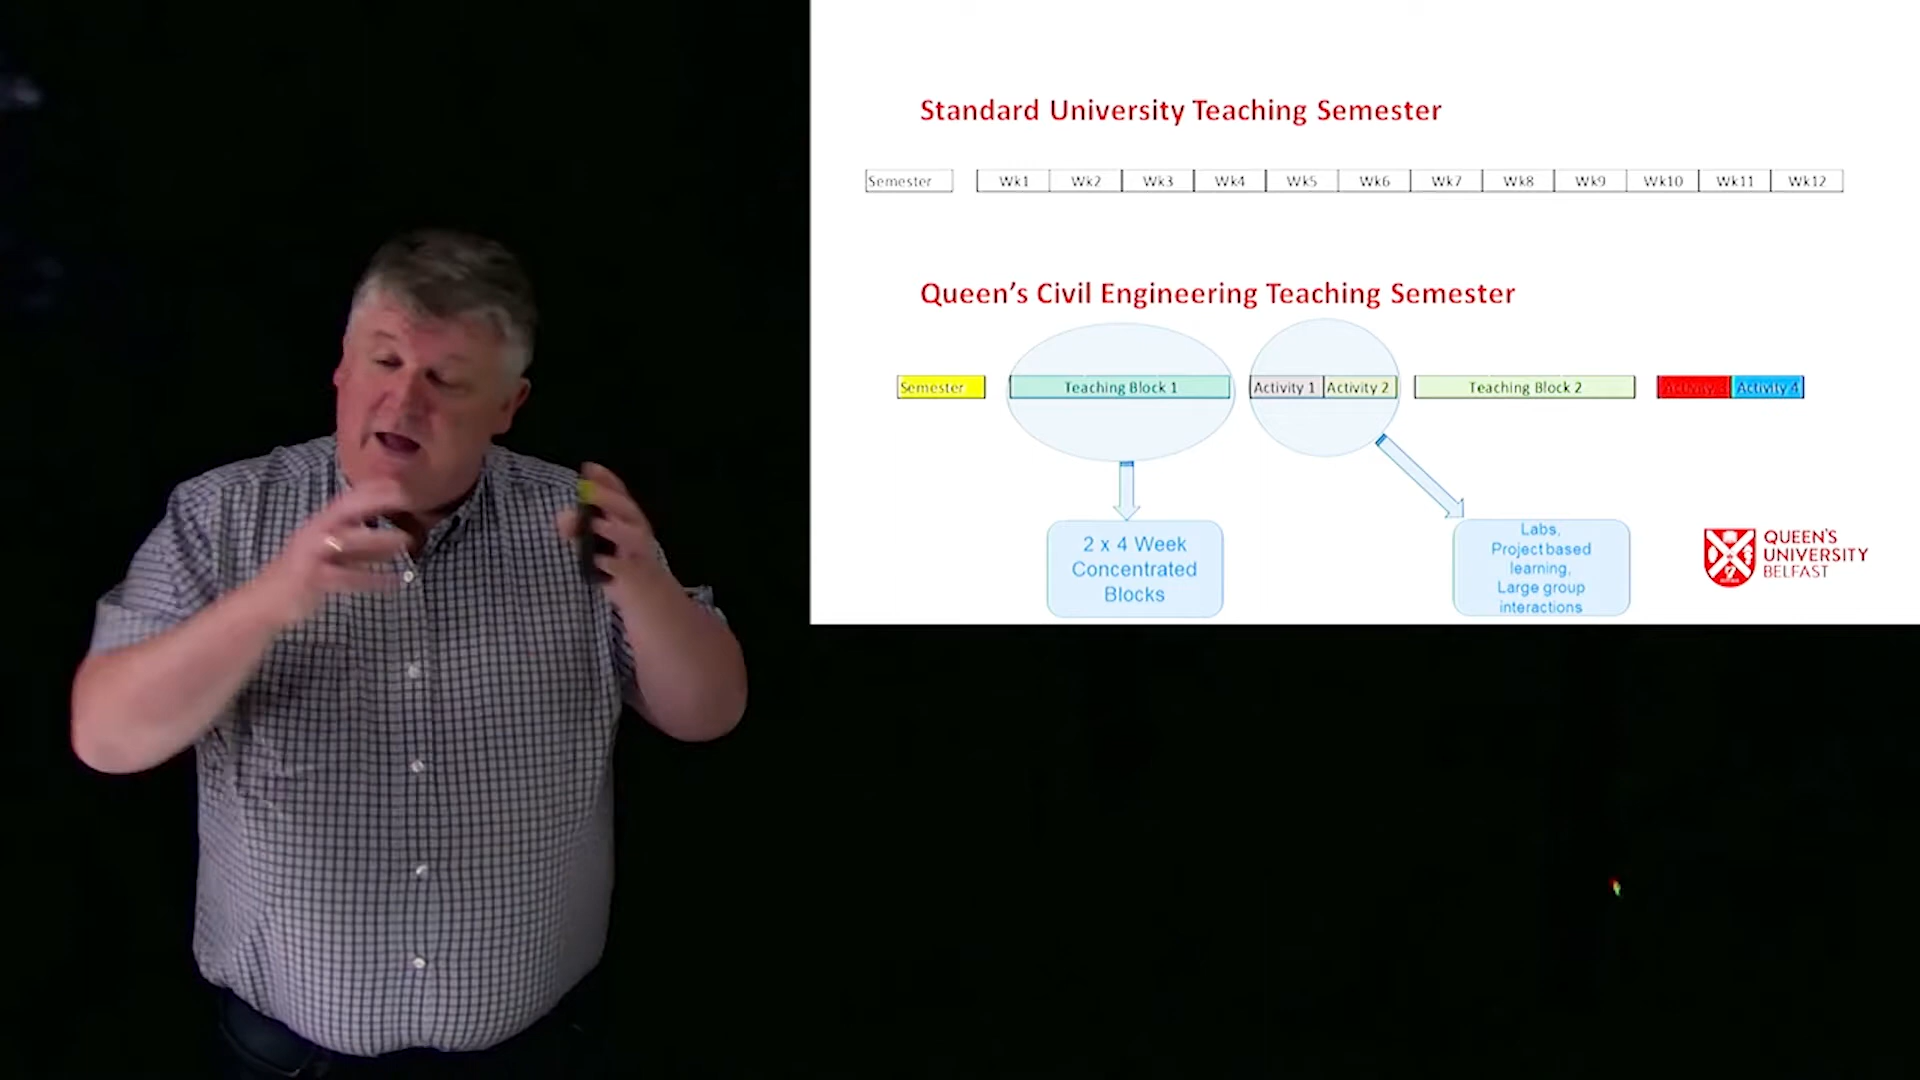 Standard University Teaching Semester
Semester Wk1 Wk2 Wk3 Wk4 Wk5 Wk6 Wk7 Wk8 Wk9 Wk10 Wk11 Wk12
Queen's Civil Engineering Teaching Semester
Semester Teaching Block 1 Activity 1 Activity 2 Teaching Block 2 Activity Activity 4
2 x 4 Week
Concentrated
Blocks
Labs,
Project based
learning,
Large group
interactions
QUEEN'S
UNIVERSITY
BELFAST